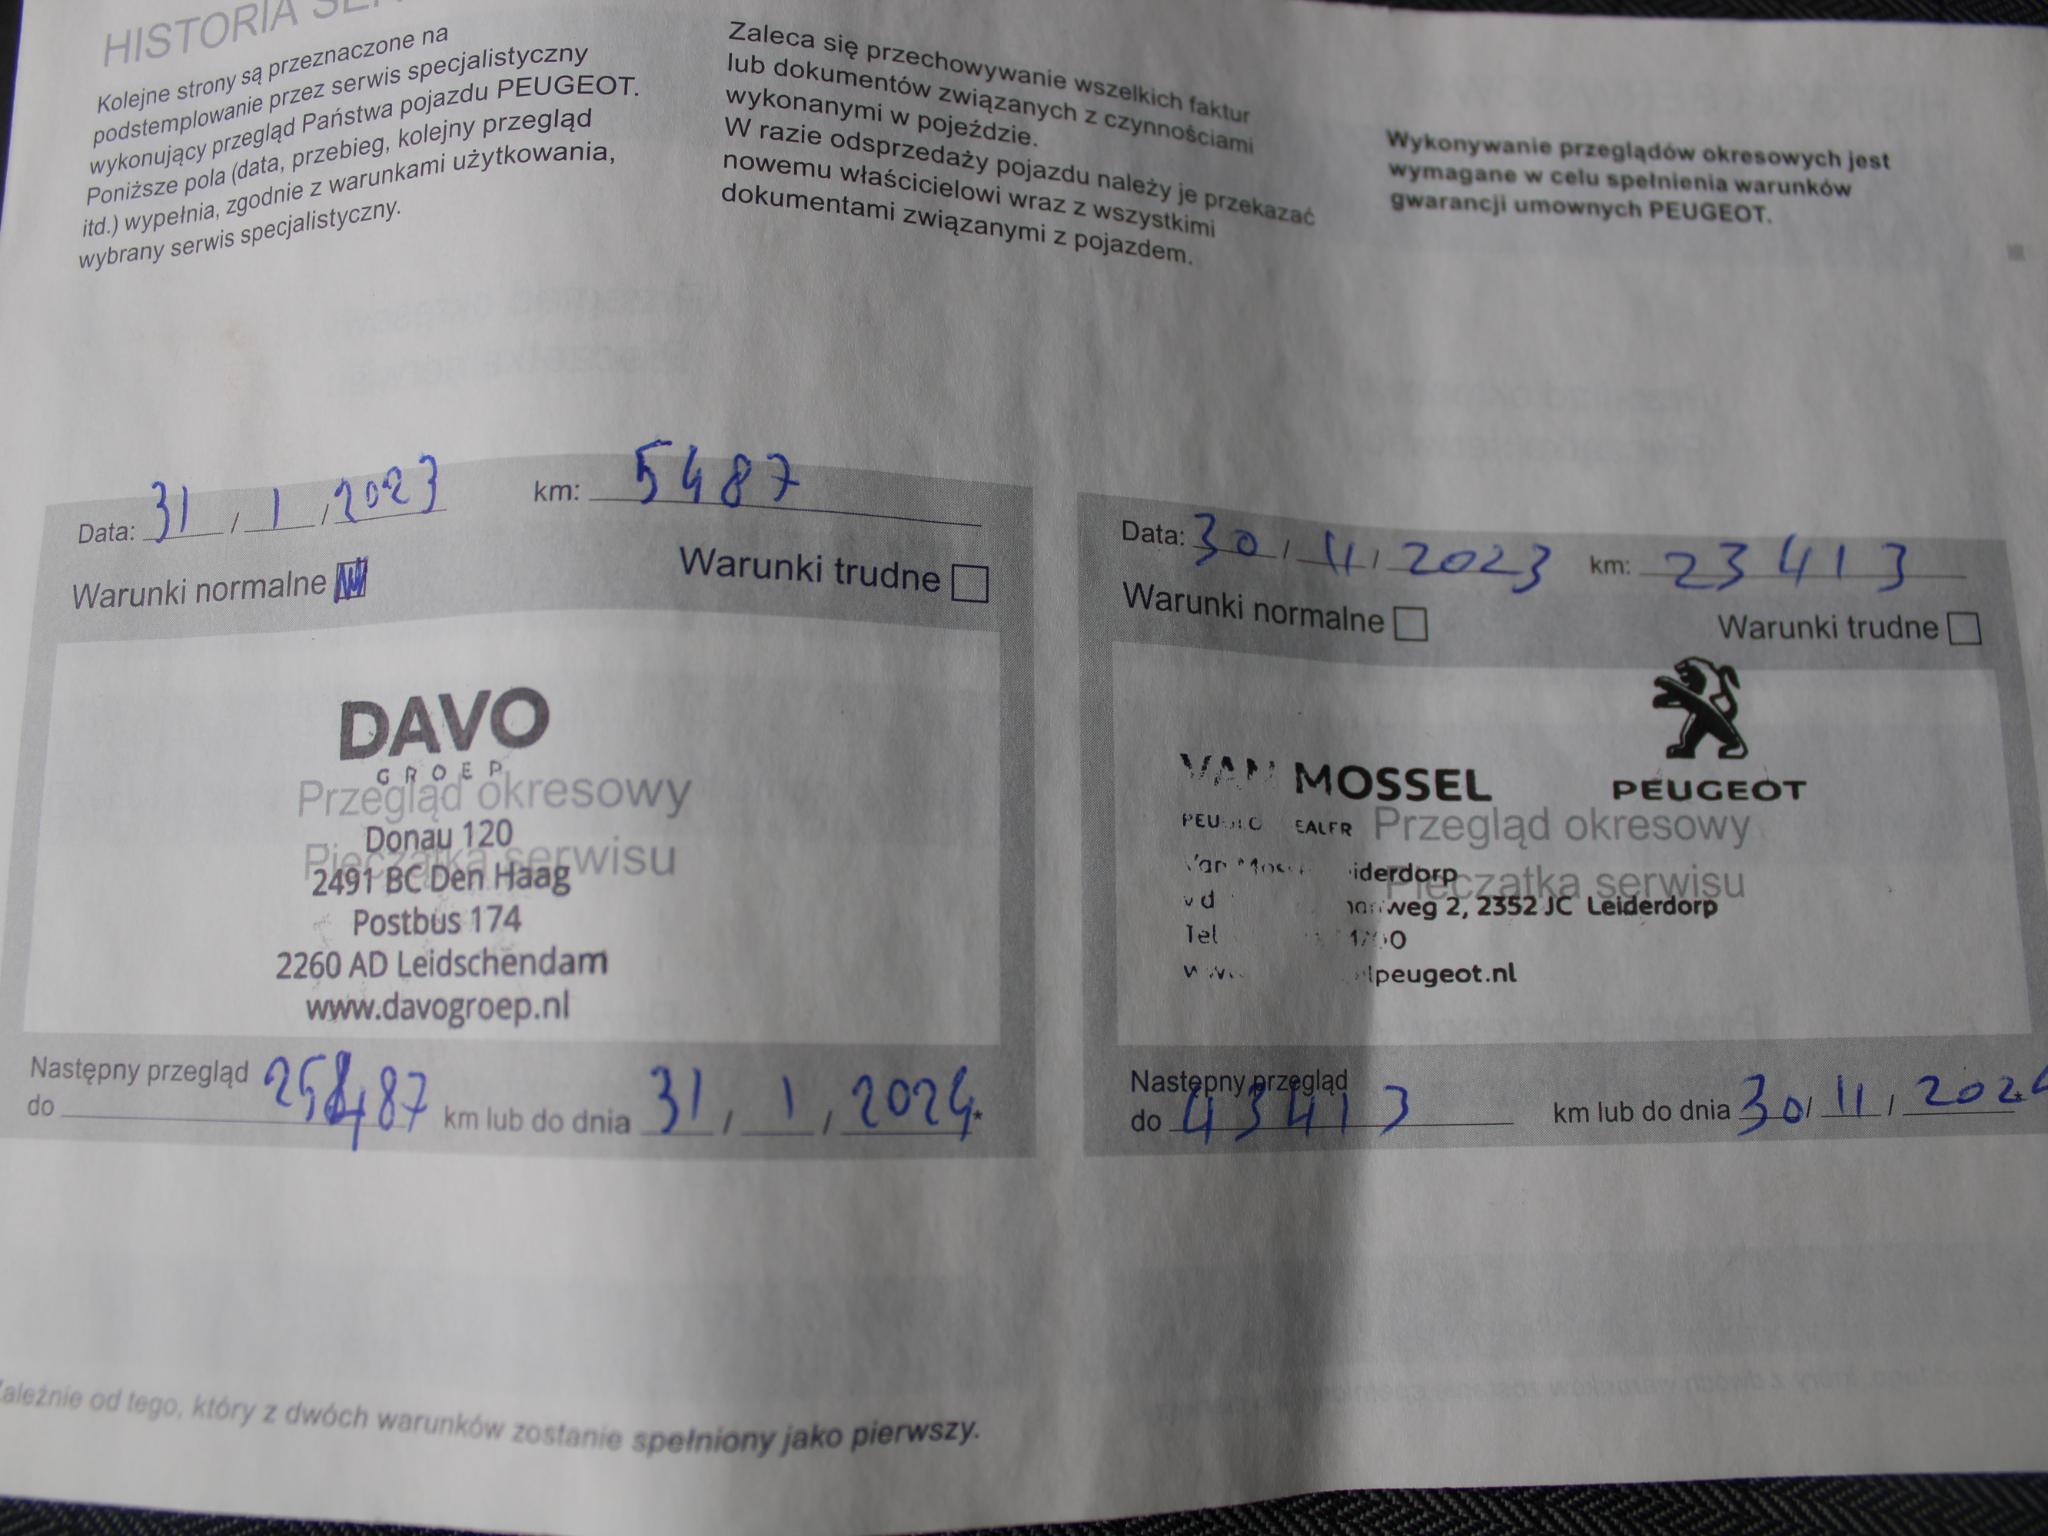 HISTORIA
Kolejne strony są przeznaczone na
podstemplowanie przez serwis specjalistyczny
wykonujący przegląd Państwa pojazdu PEUGEOT.
Poniższe pola (data, przebieg, kolejny przegląd
itd.) wypełnia, zgodnie z warunkami użytkowania,
wybrany serwis specjalistyczny.
Zaleca się przechowywanie wszelkich faktur
lub dokumentów związanych z czynnościami
wykonanymi w pojeździe.
W razie odsprzedaży pojazdu należy je przekazać
nowemu właścicielowi wraz z wszystkimi
dokumentami związanymi z pojazdem.
Wykonywanie przeglądów okresowych jest
wymagane w celu spełnienia warunków
gwarancji umownych PEUGEOT.
Data: 31 / 1 / 2023 km: 5487
Warunki normalne Warunki trudne
DAVO
GROEP
Przegląd okresowy
Donau 120
Pieczątka serwisu
2491 BC Den Haag
Postbus 174
2260 AD Leidschendam
www.davogroep.nl
Następny przegląd
do 25487 km lub do dnia 31 / 1 / 2024*
Data: 30 / 11 / 2023 km: 23413
Warunki normalne Warunki trudne
VAN MOSSEL
PEUGEOT
Przegląd okresowy
Pieczątka serwisu
weg 2, 2352 JC Leiderdorp
Tel
peugeot.nl
Następny przegląd
do 43413 km lub do dnia 30 / 11 / 2024*
zależnie od tego, który z dwóch warunków zostanie spełniony jako pierwszy.